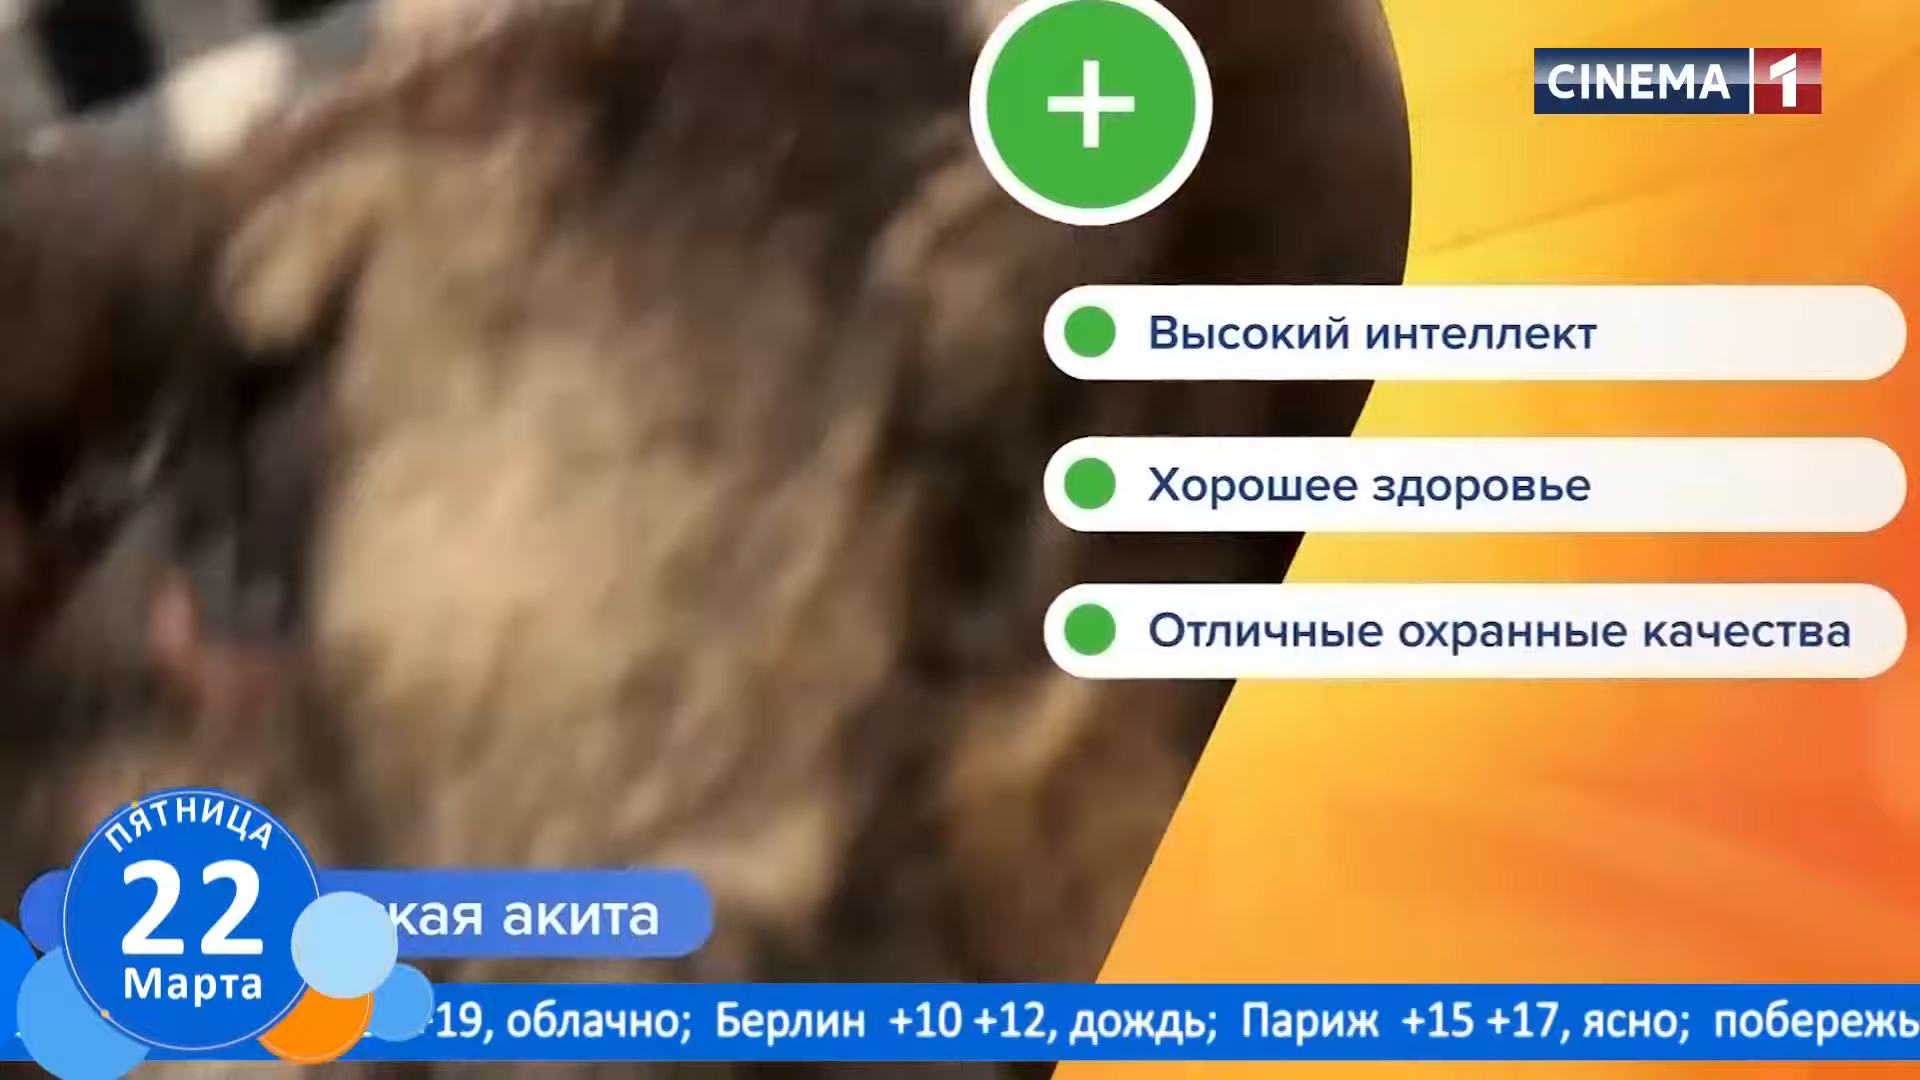 CINEMA 1
+
Высокий интеллект
Хорошее здоровье
Отличные охранные качества
кая акита
ПЯТНИЦА
22
Марта
+19, облачно; Берлин +10 +12, дождь; Париж +15 +17, ясно; побережь